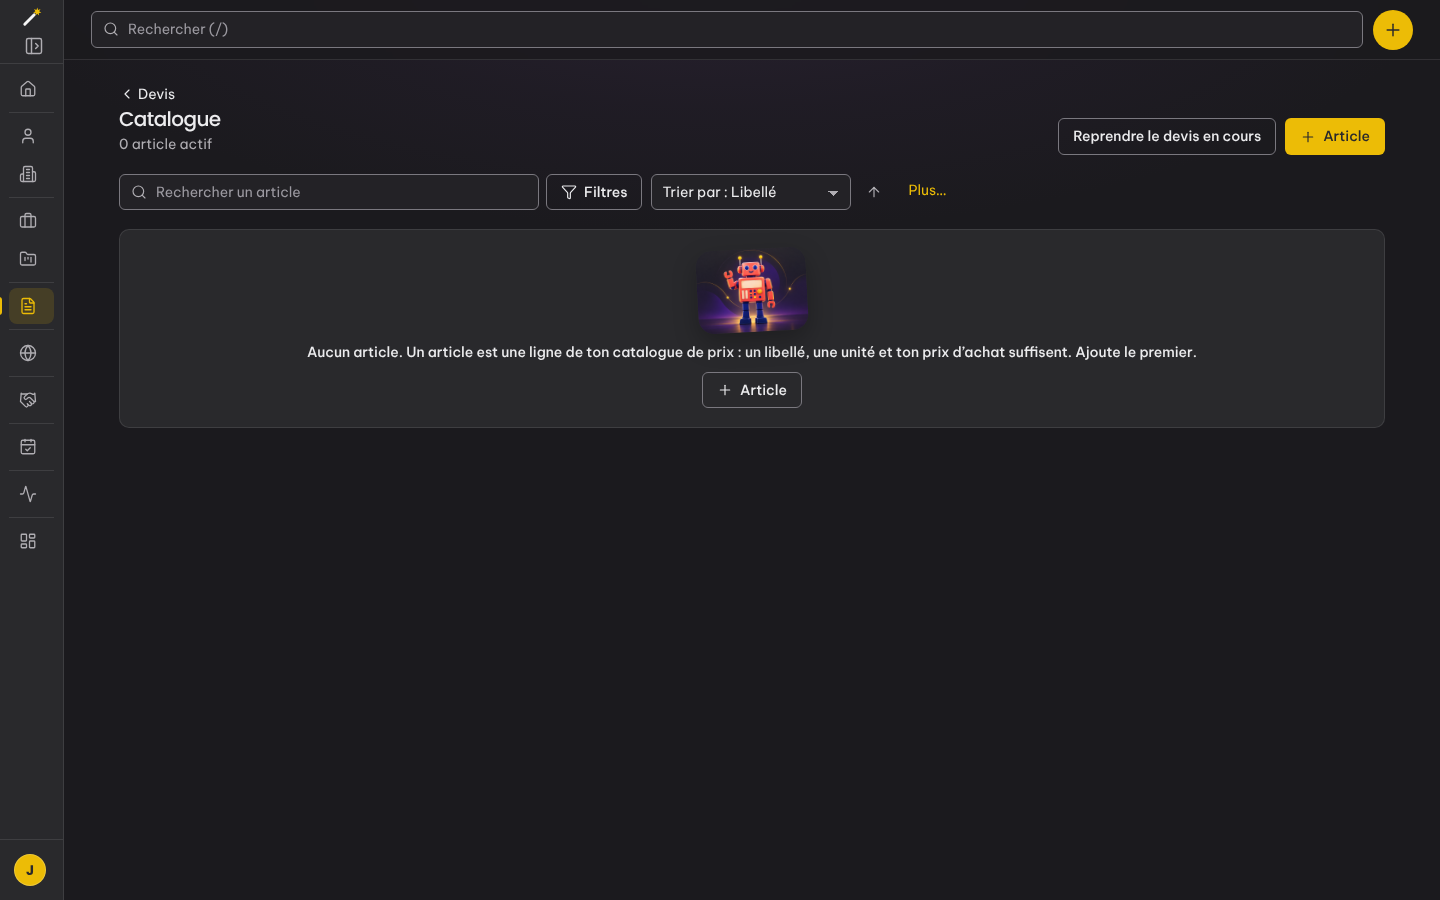 Rechercher (/)
Devis
Catalogue
0 article actif
Reprendre le devis en cours
Article
Rechercher un article
Filtres
Trier par : Libellé
Plus...
Aucun article. Un article est une ligne de ton catalogue de prix : un libellé, une unité et ton prix d’achat suffisent. Ajoute le premier.
Article
J